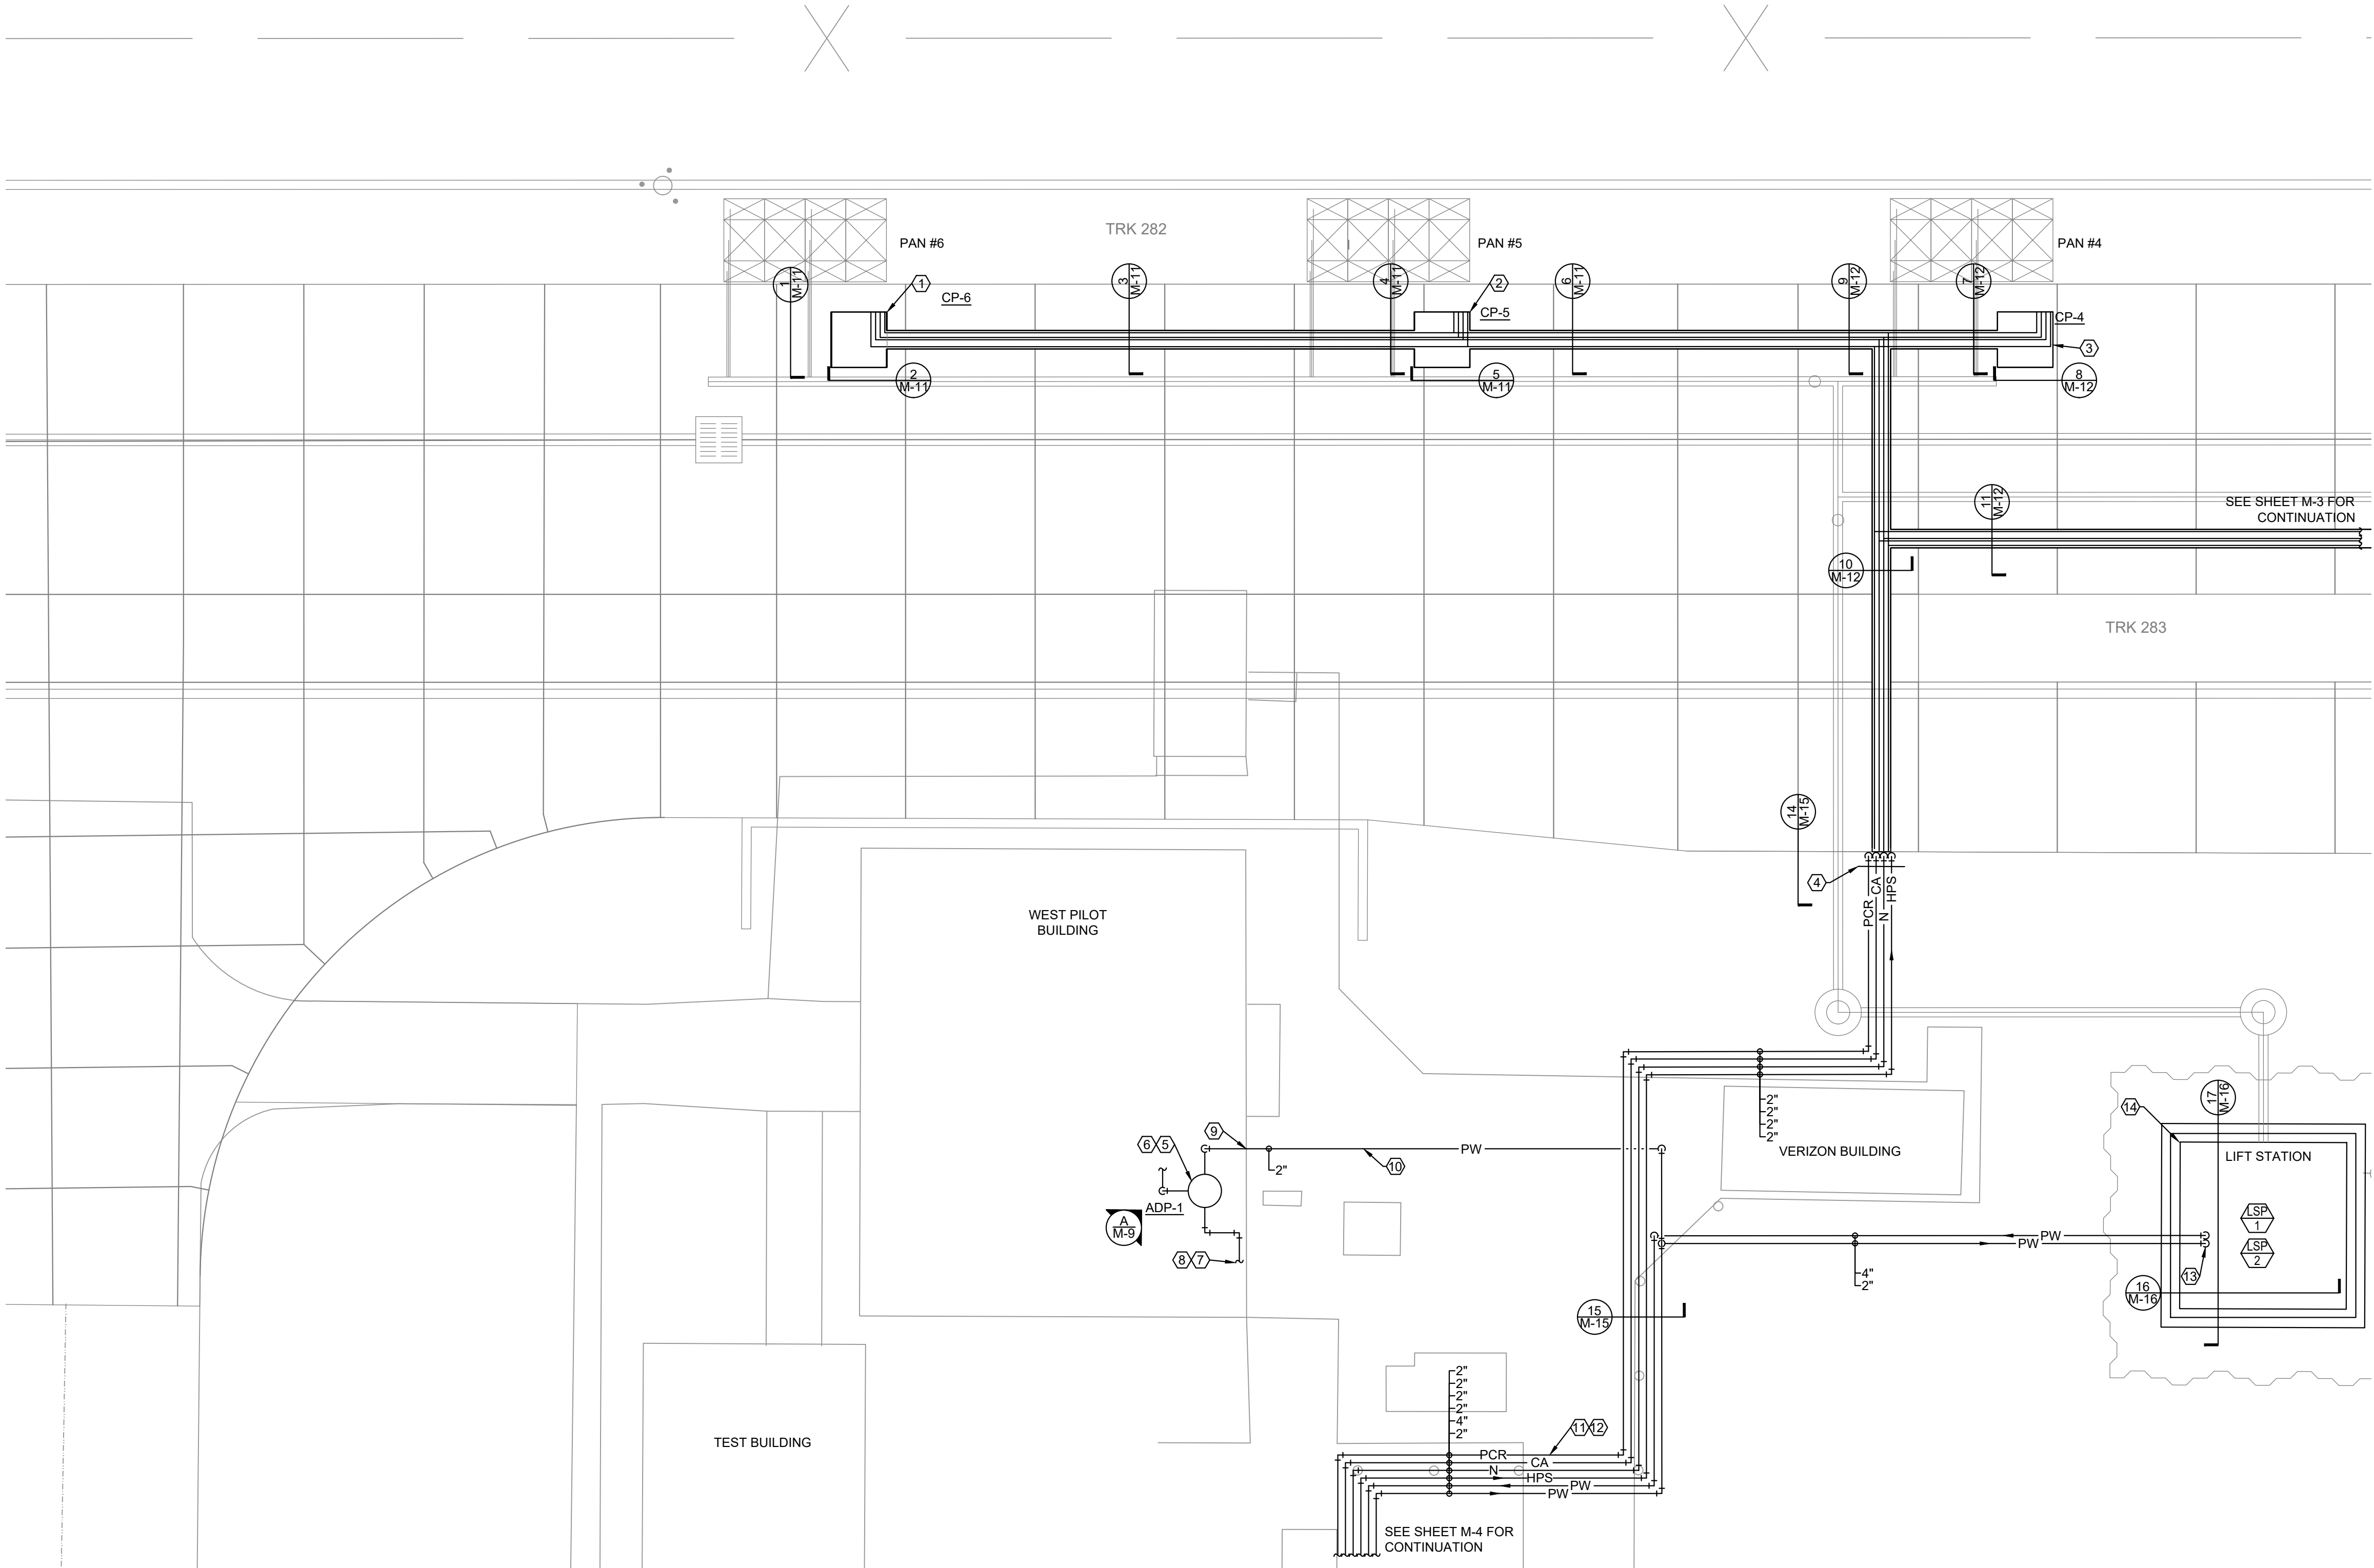 TRK 282
PAN #6
PAN #5
PAN #4
1
M-11
1
CP-6
3
M-11
4
M-11
2
CP-5
6
M-11
9
M-12
7
M-12
CP-4
3
2
M-11
5
M-11
8
M-12
11
M-12
SEE SHEET M-3 FOR
CONTINUATION
10
M-12
TRK 283
14
M-15
4
PCR
CA
N
HPS
WEST PILOT
BUILDING
2"
2"
2"
2"
VERIZON BUILDING
17
M-16
14
LIFT STATION
6
5
9
2"
10
PW
ADP-1
A
M-9
8
7
LSP
1
LSP
2
PW
PW
4"
2"
13
16
M-16
15
M-15
2"
2"
2"
2"
4"
2"
11
12
TEST BUILDING
PCR
CA
N
HPS
PW
PW
SEE SHEET M-4 FOR
CONTINUATION